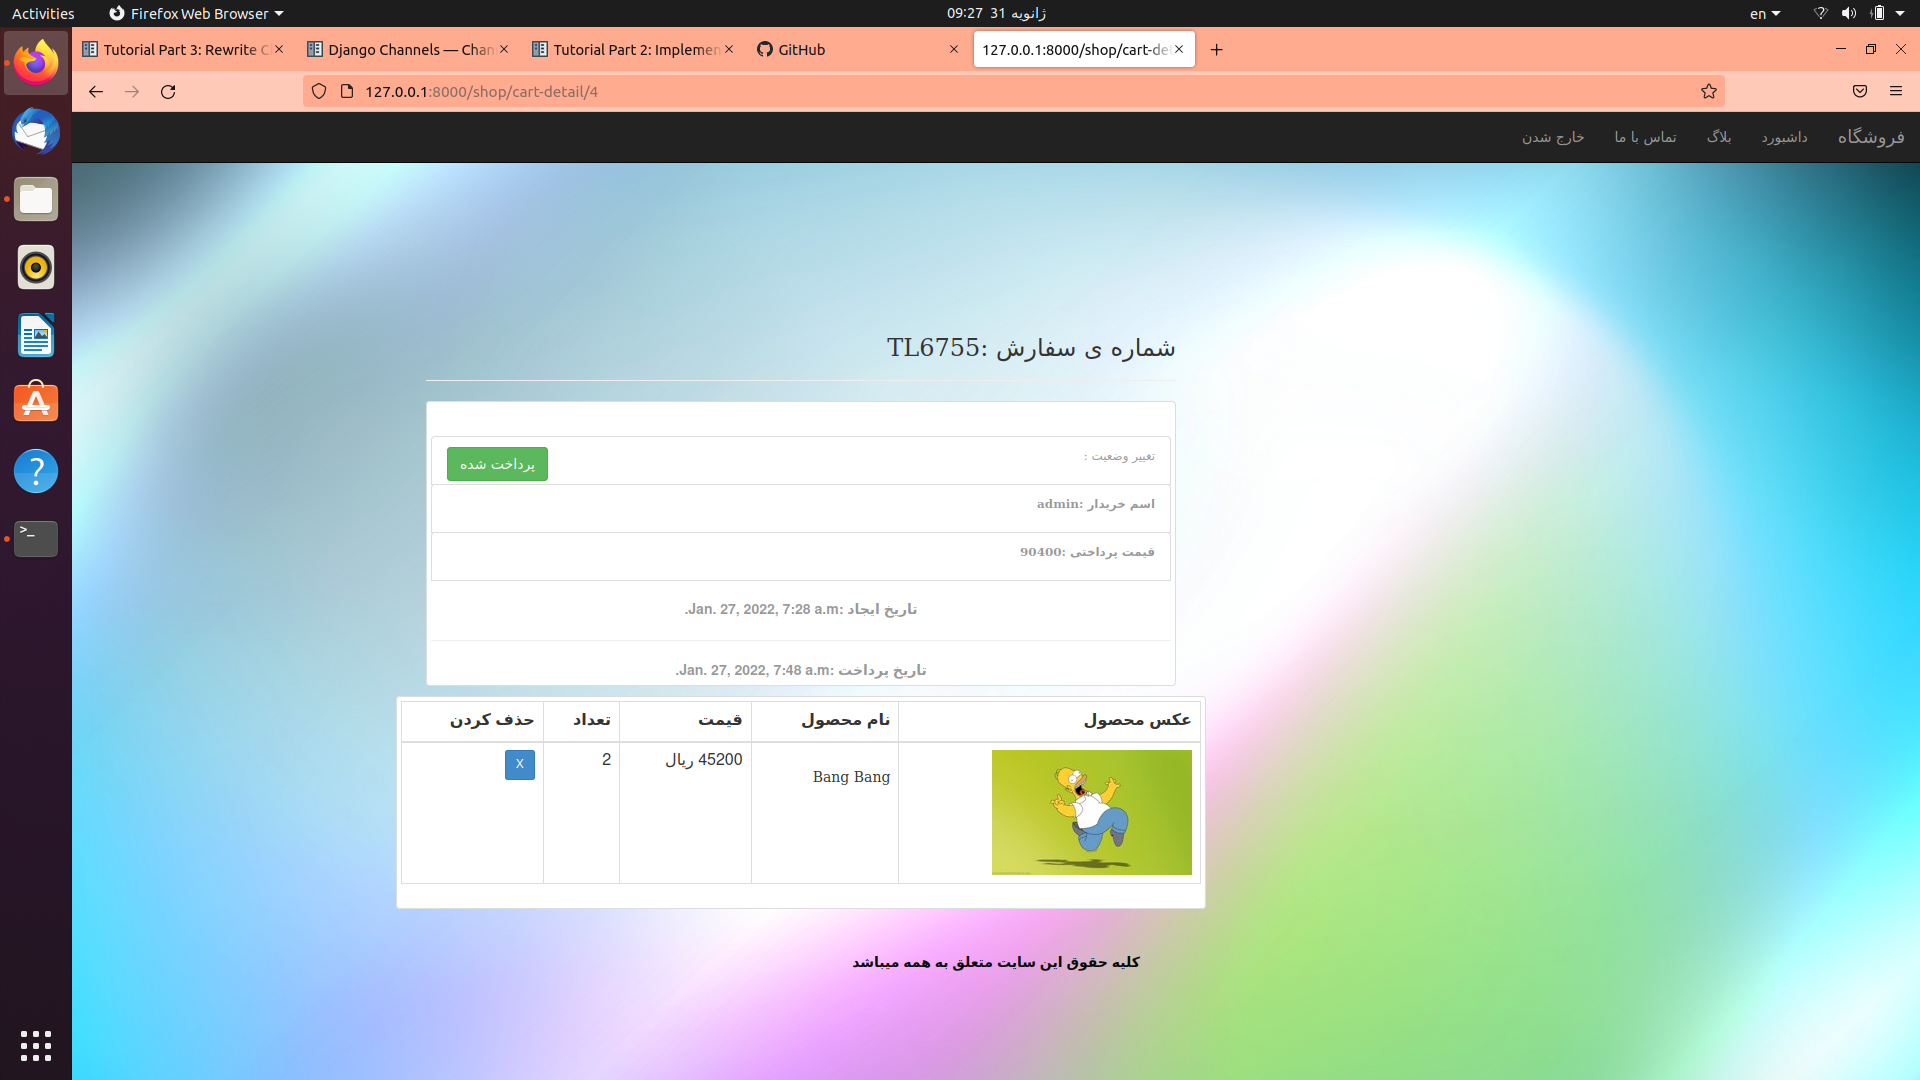 Activities
Firefox Web Browser
09:27 31 ژانویه
en
Tutorial Part 3: Rewrite C
Django Channels — Chan
Tutorial Part 2: Implemen
GitHub
127.0.0.1:8000/shop/cart-de
127.0.0.1:8000/shop/cart-detail/4
فروشگاه
داشبورد
بلاگ
تماس با ما
خارج شدن
شماره ی سفارش :TL6755
تغییر وضعیت :
پرداخت شده
اسم خریدار :admin
قیمت پرداختی :90400
تاریخ ایجاد :Jan. 27, 2022, 7:28 a.m.
تاریخ پرداخت :Jan. 27, 2022, 7:48 a.m.
عکس محصول
نام محصول
قیمت
تعداد
حذف کردن
Bang Bang
45200 ریال
2
X
کلیه حقوق این سایت متعلق به همه میباشد